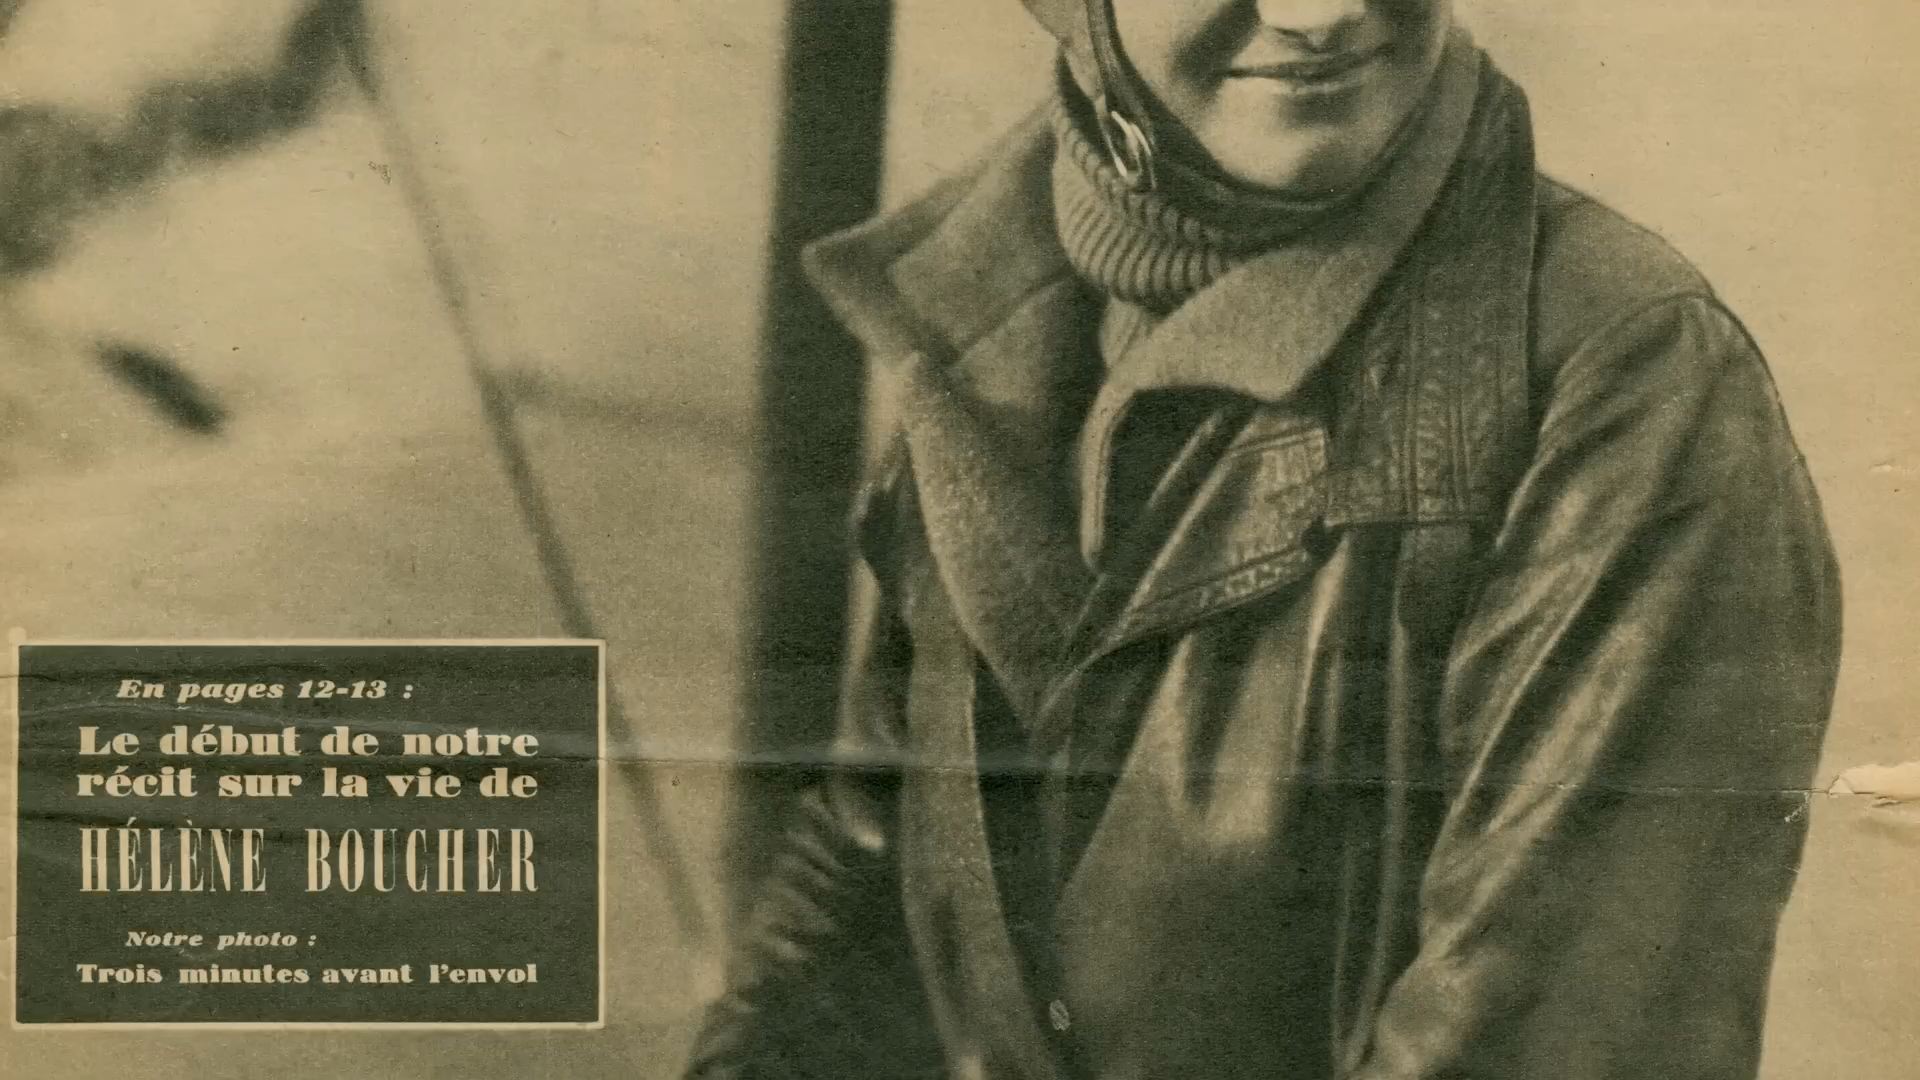 En pages 12-13 :
Le début de notre
récit sur la vie de
HÉLÈNE BOUCHER
Notre photo :
Trois minutes avant l'envol